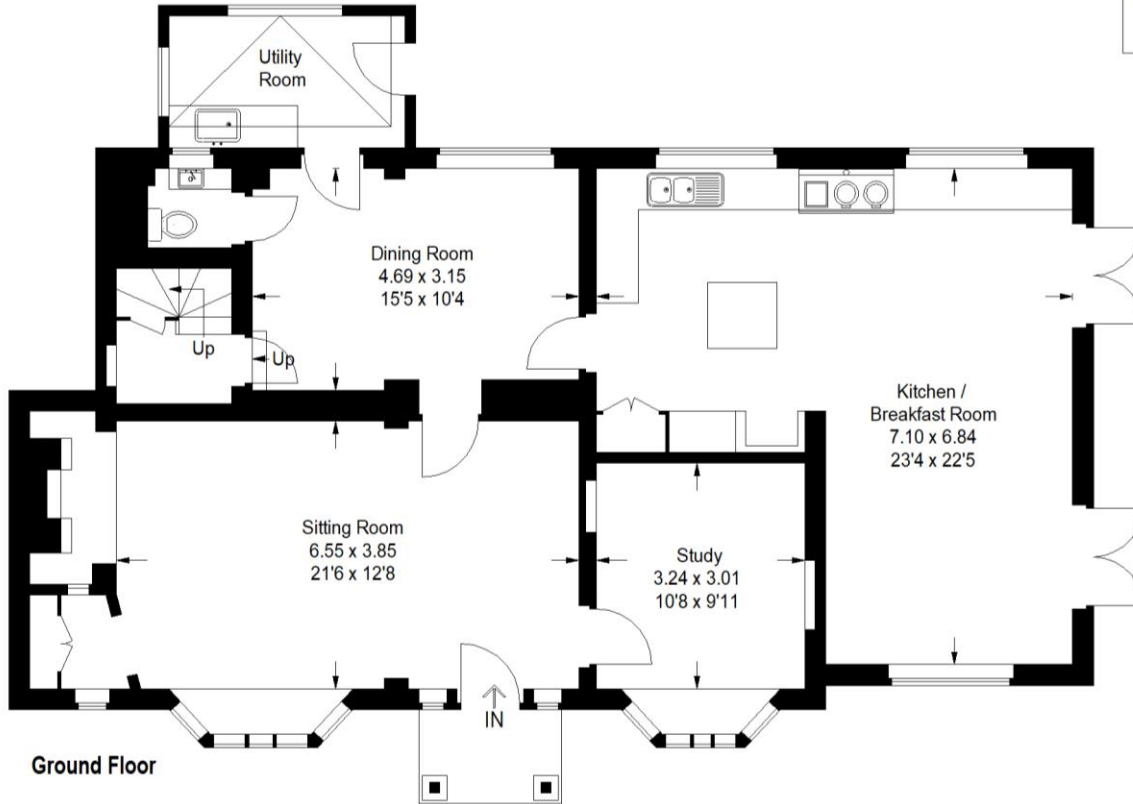 Utility
Room
Dining Room
4.69 x 3.15
15'5 x 10'4
Up
Up
Kitchen /
Breakfast Room
7.10 x 6.84
23'4 x 22'5
Sitting Room
6.55 x 3.85
21'6 x 12'8
Study
3.24 x 3.01
10'8 x 9'11
IN
Ground Floor